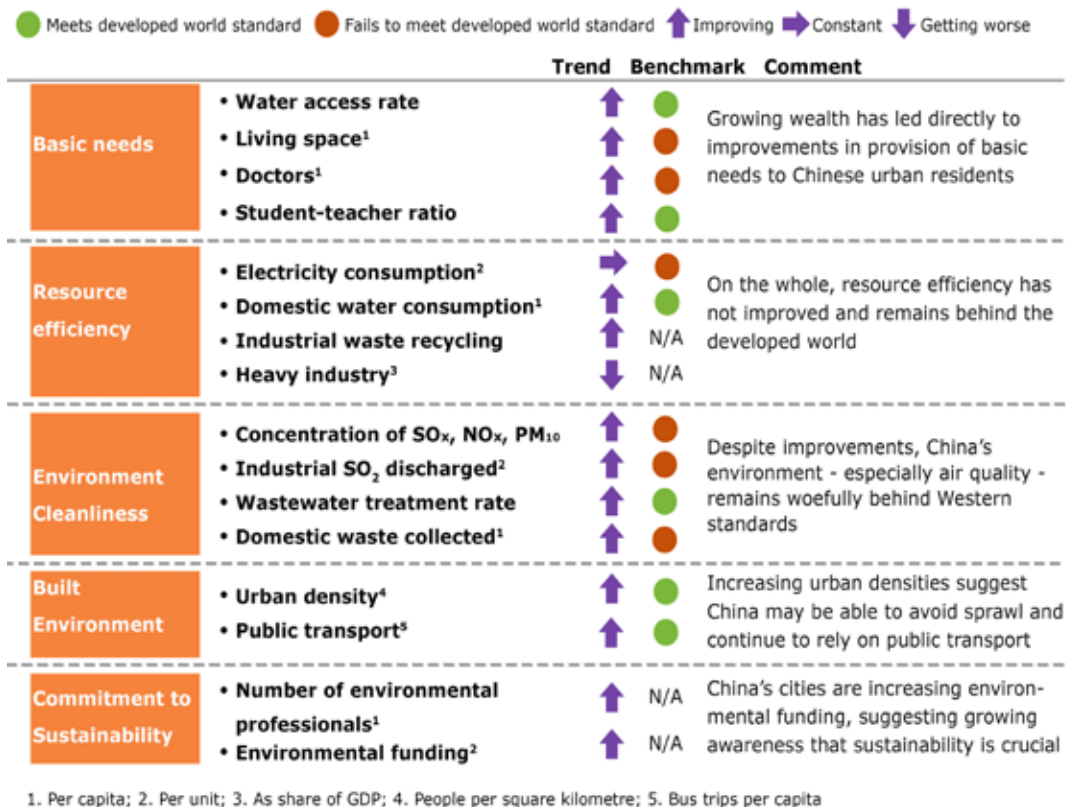 Meets developed world standard Fails to meet developed world standard Improving Constant Getting worse
Trend Benchmark Comment
Basic needs
• Water access rate
• Living space¹
• Doctors¹
• Student-teacher ratio
Growing wealth has led directly to
improvements in provision of basic
needs to Chinese urban residents
Resource
efficiency
• Electricity consumption²
• Domestic water consumption¹
• Industrial waste recycling N/A
• Heavy industry³ N/A
On the whole, resource efficiency has
not improved and remains behind the
developed world
Environment
Cleanliness
• Concentration of SOₓ, NOₓ, PM₁₀
• Industrial SO₂ discharged²
• Wastewater treatment rate
• Domestic waste collected¹
Despite improvements, China's
environment - especially air quality -
remains woefully behind Western
standards
Built
Environment
• Urban density⁴
• Public transport⁵
Increasing urban densities suggest
China may be able to avoid sprawl and
continue to rely on public transport
Commitment to
Sustainability
• Number of environmental
professionals¹ N/A
• Environmental funding² N/A
China's cities are increasing environ-
mental funding, suggesting growing
awareness that sustainability is crucial
1. Per capita; 2. Per unit; 3. As share of GDP; 4. People per square kilometre; 5. Bus trips per capita